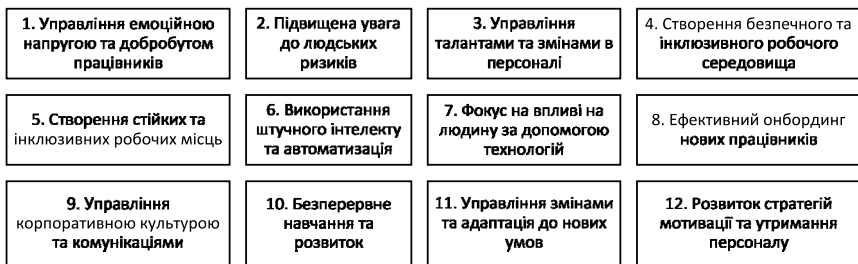 1. Управління емоційною
напругою та добробутом
працівників
2. Підвищена увага
до людських
ризиків
3. Управління
талантами та змінами в
персоналі
4. Створення безпечного та
інклюзивного робочого
середовища
5. Створення стійких та
інклюзивних робочих місць
6. Використання
штучного інтелекту
та автоматизація
7. Фокус на впливі на
людину за допомогою
технологій
8. Ефективний онбординг
нових працівників
9. Управління
корпоративною культурою
та комунікаціями
10. Безперервне
навчання та
розвиток
11. Управління змінами
та адаптація до нових
умов
12. Розвиток стратегій
мотивації та утримання
персоналу